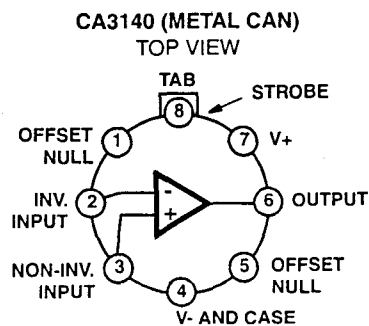 CA3140 (METAL CAN)
TOP VIEW
TAB
8
STROBE
OFFSET
NULL
1
7
V+
INV.
INPUT
2
-
+
6
OUTPUT
NON-INV.
INPUT
3
5
OFFSET
NULL
4
V- AND CASE